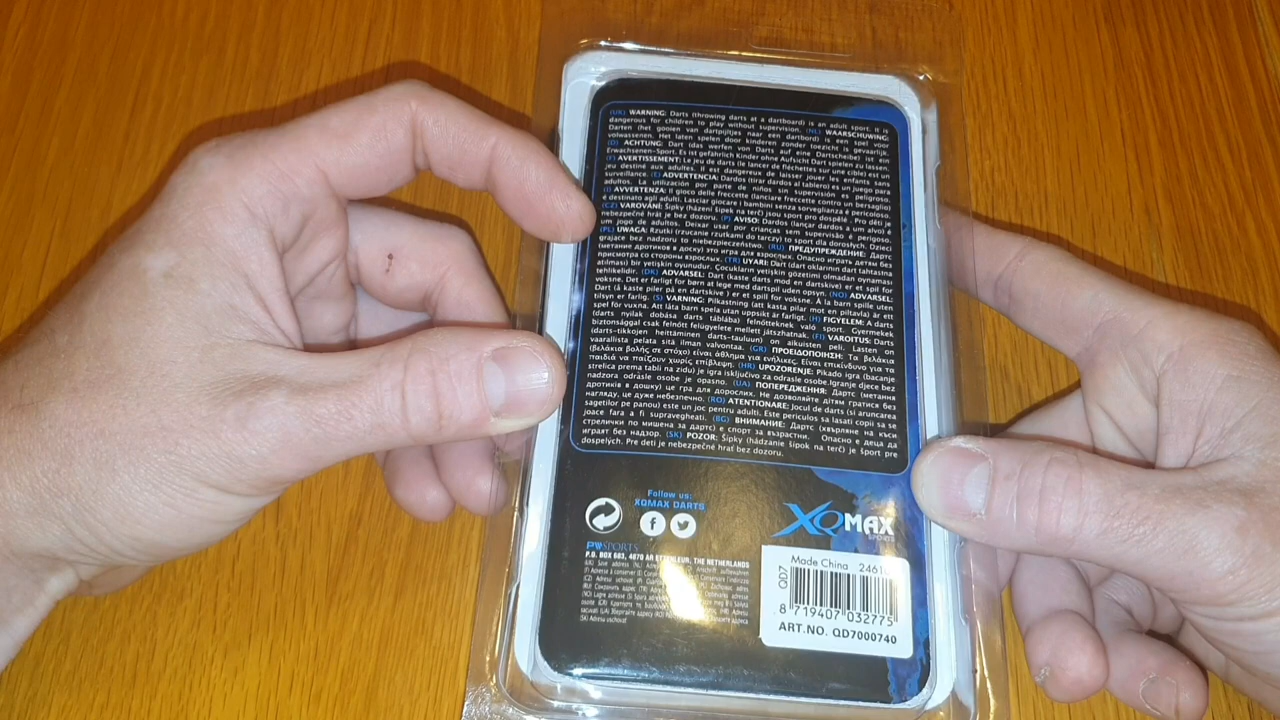 (UK) WARNING: Darts (throwing darts at a dartboard) is an adult sport. It is
dangerous for children to play without supervision. (NL) WAARSCHUWING:
Darten (het gooien van dartpijltjes naar een dartbord) is een spel voor
volwassenen. Het laten spelen door kinderen zonder toezicht is gevaarlijk.
(D) ACHTUNG: Dart (das werfen von Darts auf eine Dartscheibe) ist ein
Erwachsenen-Sport. Es ist gefährlich Kinder ohne Aufsicht Dart spielen zu lassen.
(F) AVERTISSEMENT: Le jeu de darts (le lancer de fléchettes sur une cible) est un
jeu destiné aux adultes. Il est dangereux de laisser jouer les enfants sans
surveillance. (E) ADVERTENCIA: Dardos (tirar dardos al tablero) es un juego para
adultos. La utilización por parte de niños sin supervisión es peligroso.
(I) AVVERTENZA: Il gioco delle freccette (lanciare freccette contro un bersaglio)
é destinato agli adulti. Lasciar giocare i bambini senza sorveglianza è pericoloso.
(CZ) VAROVÁNÍ: Šipky (házení šipek na terč) jsou sport pro dospělé. Pro děti je
nebezpečné hrát je bez dozoru. (P) AVISO: Dardos (lançar dardos a um alvo) é
um jogo de adultos. Deixar usar por crianças sem supervisão é perigoso.
(PL) UWAGA: Rzutki (rzucanie rzutkami do tarczy) to sport dla dorosłych. Dzieci
grające bez nadzoru to niebezpieczeństwo. (RU) ПРЕДУПРЕЖДЕНИЕ: Дартс
(метание дротиков в доску) это игра для взрослых. Опасно играть детям без
присмотра со стороны взрослых. (TR) UYARI: Dart (dart oklarının dart tahtasına
atılması) bir yetişkin oyunudur. Çocukların yetişkin gözetimi olmadan oynaması
tehlikelidir. (DK) ADVARSEL: Dart (kaste darts mod en dartskive) er et spil for
voksne. Det er farligt for børn at lege med dartspil uden opsyn. (NO) ADVARSEL:
Dart (å kaste piler på en dartskive) er et spill for voksne. Å la barn spille uten
tilsyn er farlig. (S) VARNING: Pilkastning (att kasta pilar mot en piltavla) är ett
spel för vuxna. Att låta barn spela utan uppsikt är farligt. (H) FIGYELEM: A darts
(darts nyilak dobása darts táblába) felnőtteknek való sport. Gyermekek
biztonsággal csak felnőtt felügyelete mellett játszhatnak. (FI) VAROITUS: Darts
(darts-tikkojen heittäminen darts-tauluun) on aikuisten peli. Lasten on
vaarallista pelata sitä ilman valvontaa. (GR) ΠΡΟΕΙΔΟΠΟΙΗΣΗ: Τα βελάκια
(βελάκια βολής σε στόχο) είναι άθλημα για ενήλικες. Είναι επικίνδυνο για τα
παιδιά να παίζουν χωρίς επίβλεψη. (HR) UPOZORENJE: Pikado igra (bacanje
strelica prema tabli na zidu) je igra isključivo za odrasle osobe. Igranje djece bez
nadzora odrasle osobe je opasno. (UA) ПОПЕРЕДЖЕННЯ: Дартс (метання
дротиков в дошку) це гра для дорослих. Не дозволяйте дітям гратися без
нагляду, це дуже небезпечно. (RO) ATENTIONARE: Jocul de darts (si aruncarea
sagetilor pe panou) este un joc pentru adulti. Este periculos sa lasati copii sa se
joace fara a fi supravegheati. (BG) ВНИМАНИЕ: Дартс (хвърляне на къси
стрелички по мишена за дартс) е спорт за възрастни. Опасно е деца да
играят без надзор. (SK) POZOR: Šípky (hádzanie šípok na terč) je šport pre
dospelých. Pre deti je nebezpečné hrať bez dozoru.
Follow us:
XQMAX DARTS
XQMAX
SPORTS
PWSPORTS
P.O. BOX 683, 4870 AR ETTENLEUR, THE NETHERLANDS
(UK) Save address (NL) Adres
(SK) Adresu uschovat
Made China 2461
QD7
8 719407 032775
ART.NO. QD7000740